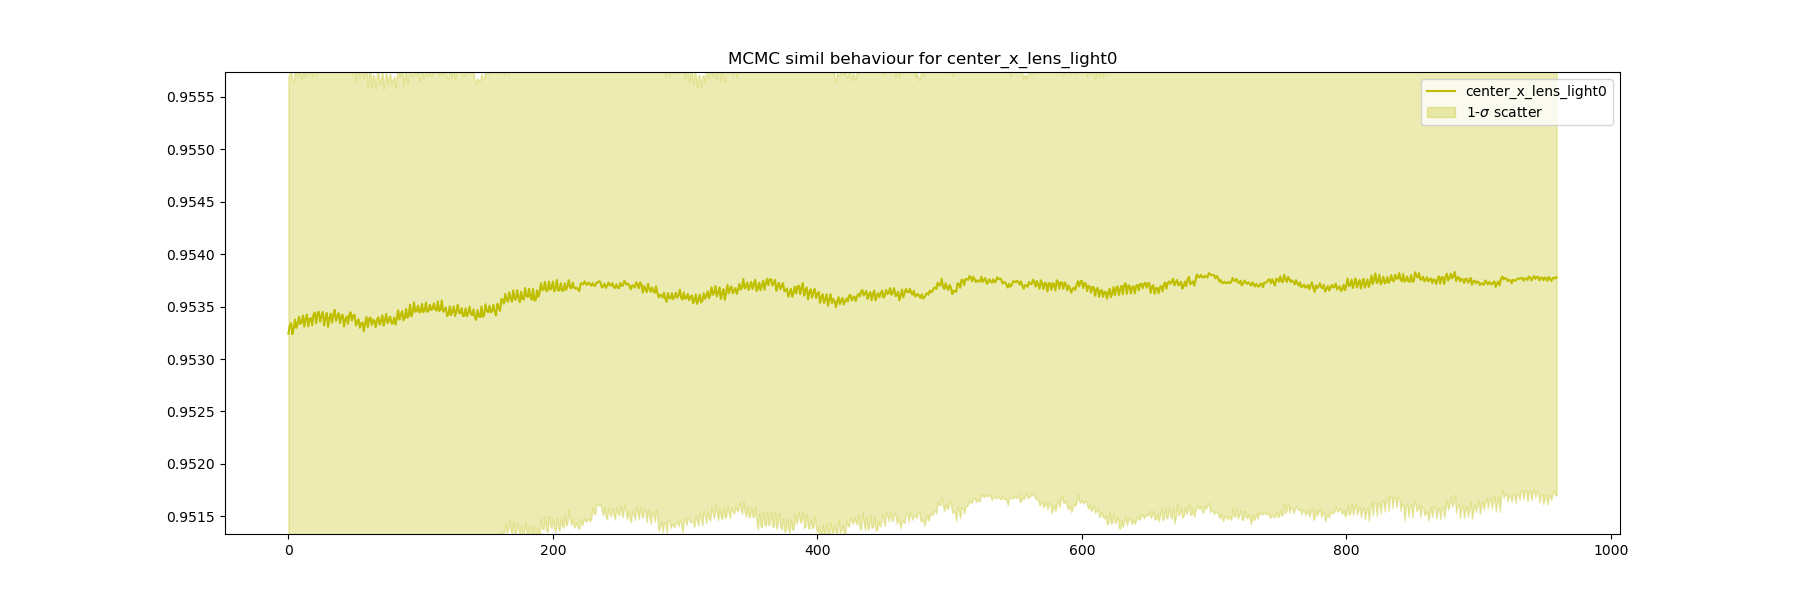 MCMC simil behaviour for center_x_lens_light0
center_x_lens_light0
1-σ scatter
0.9555
0.9550
0.9545
0.9540
0.9535
0.9530
0.9525
0.9520
0.9515
0 200 400 600 800 1000